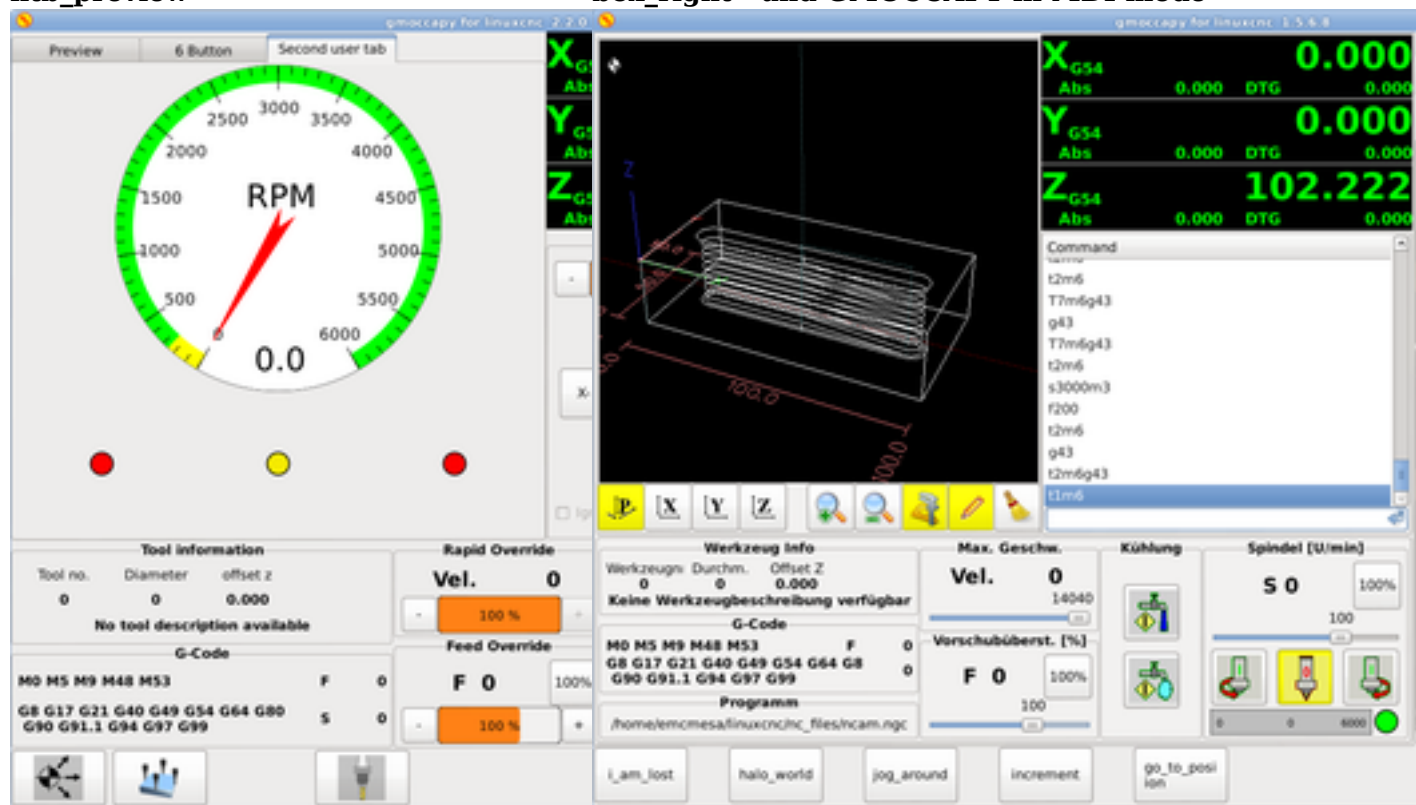 gmoccapy for linuxcnc 2.2.0
Preview
6 Button
Second user tab
RPM
0
500
1000
1500
2000
2500
3000
3500
4000
4500
5000
5500
6000
0.0
X
Y
Z
-
Tool information
Tool no. Diameter offset z
0 0 0.000
No tool description available
G-Code
M0 M5 M9 M48 M53 F 0
G8 G17 G21 G40 G49 G54 G64 G80 S 0
G90 G91.1 G94 G97 G99
Rapid Override
Vel. 0
- 100 % +
Feed Override
F 0 100%
- 100 % +
gmoccapy for linuxcnc 1.5.6.8
X G54 0.000
Abs 0.000 DTG 0.000
Y G54 0.000
Abs 0.000 DTG 0.000
Z G54 102.222
Abs 0.000 DTG 0.000
Z
100.0
100.0
Command
t2m6
T7m6g43
g43
T7m6g43
t2m6
s3000m3
f200
t2m6
g43
t2m6g43
t1m6
P X Y Z
Werkzeug Info
Werkzeugn Durchm. Offset Z
0 0 0.000
Keine Werkzeugbeschreibung verfügbar
G-Code
M0 M5 M9 M48 M53 F 0
G8 G17 G21 G40 G49 G54 G64 G8 0
G90 G91.1 G94 G97 G99
Programm
/home/emcmesa/linuxcnc/nc_files/ncam.ngc
Max. Geschw.
Vel. 0
14040
Vorschubüberst. [%]
F 0 100%
100
Kühlung
Spindel [U/min]
S 0 100%
100
0 0 6000
i_am_lost
halo_world
jog_around
increment
go_to_posi
ion